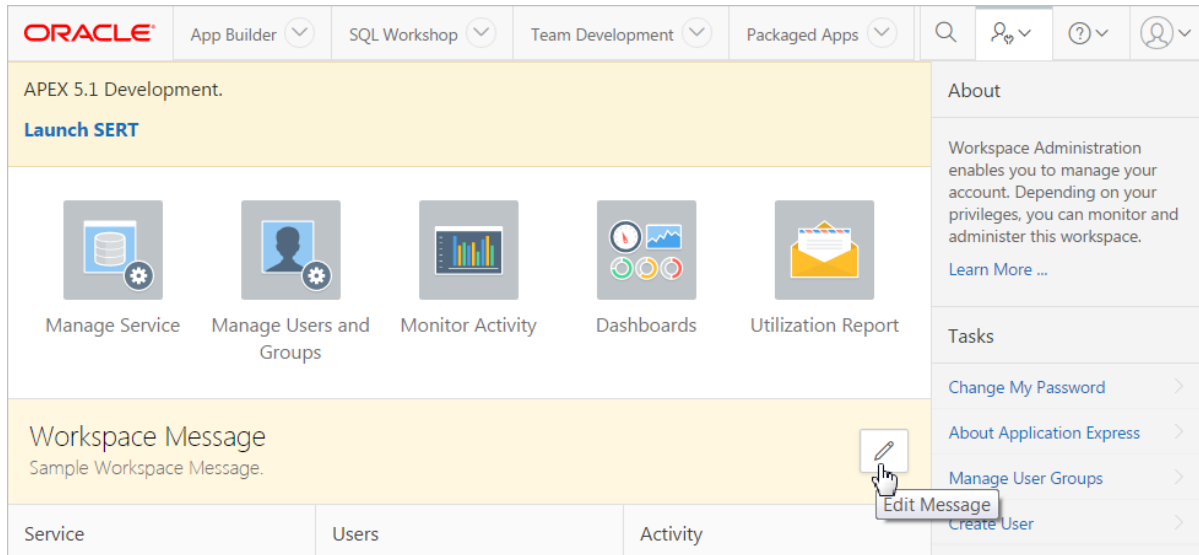 ORACLE
App Builder
SQL Workshop
Team Development
Packaged Apps
APEX 5.1 Development.
Launch SERT
Manage Service
Manage Users and
Groups
Monitor Activity
Dashboards
Utilization Report
Workspace Message
Sample Workspace Message.
Edit Message
Service
Users
Activity
About
Workspace Administration
enables you to manage your
account. Depending on your
privileges, you can monitor and
administer this workspace.
Learn More ...
Tasks
Change My Password
About Application Express
Manage User Groups
Create User